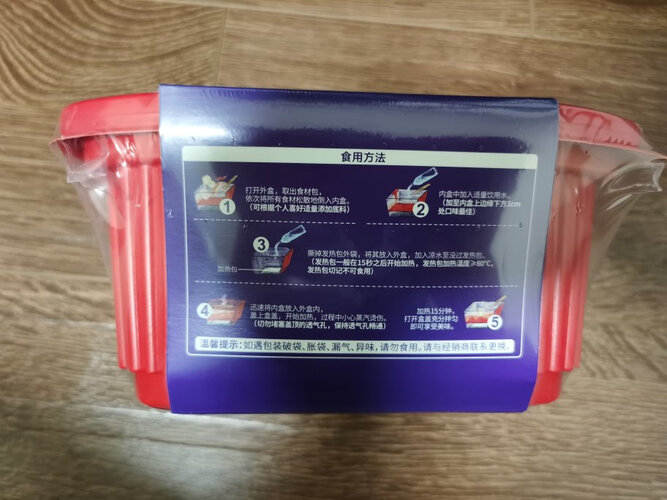 食用方法
1
打开外盒，取出食材包，
依次将所有食材松散地倒入内盒。
(可根据个人喜好适量添加底料)
2
内盒中加入适量饮用水。
(加至内盒上边缘下方1cm
处口味最佳)
3
加热包
撕掉发热包外袋，将其放入外盒，加入凉水至没过发热包。
(发热包一般在15秒之后开始加热，发热包加热温度≥80℃。
发热包切记不可食用)
4
迅速将内盒放入外盒内，
盖上盒盖，开始加热，过程中小心蒸汽烫伤。
(切勿堵塞盖顶的透气孔，保持透气孔畅通)
加热15分钟，
打开盒盖充分拌匀
即可享受美味。
5
温馨提示：如遇包装破袋、胀袋、漏气、异味，请勿食用。请与经销商联系更换。